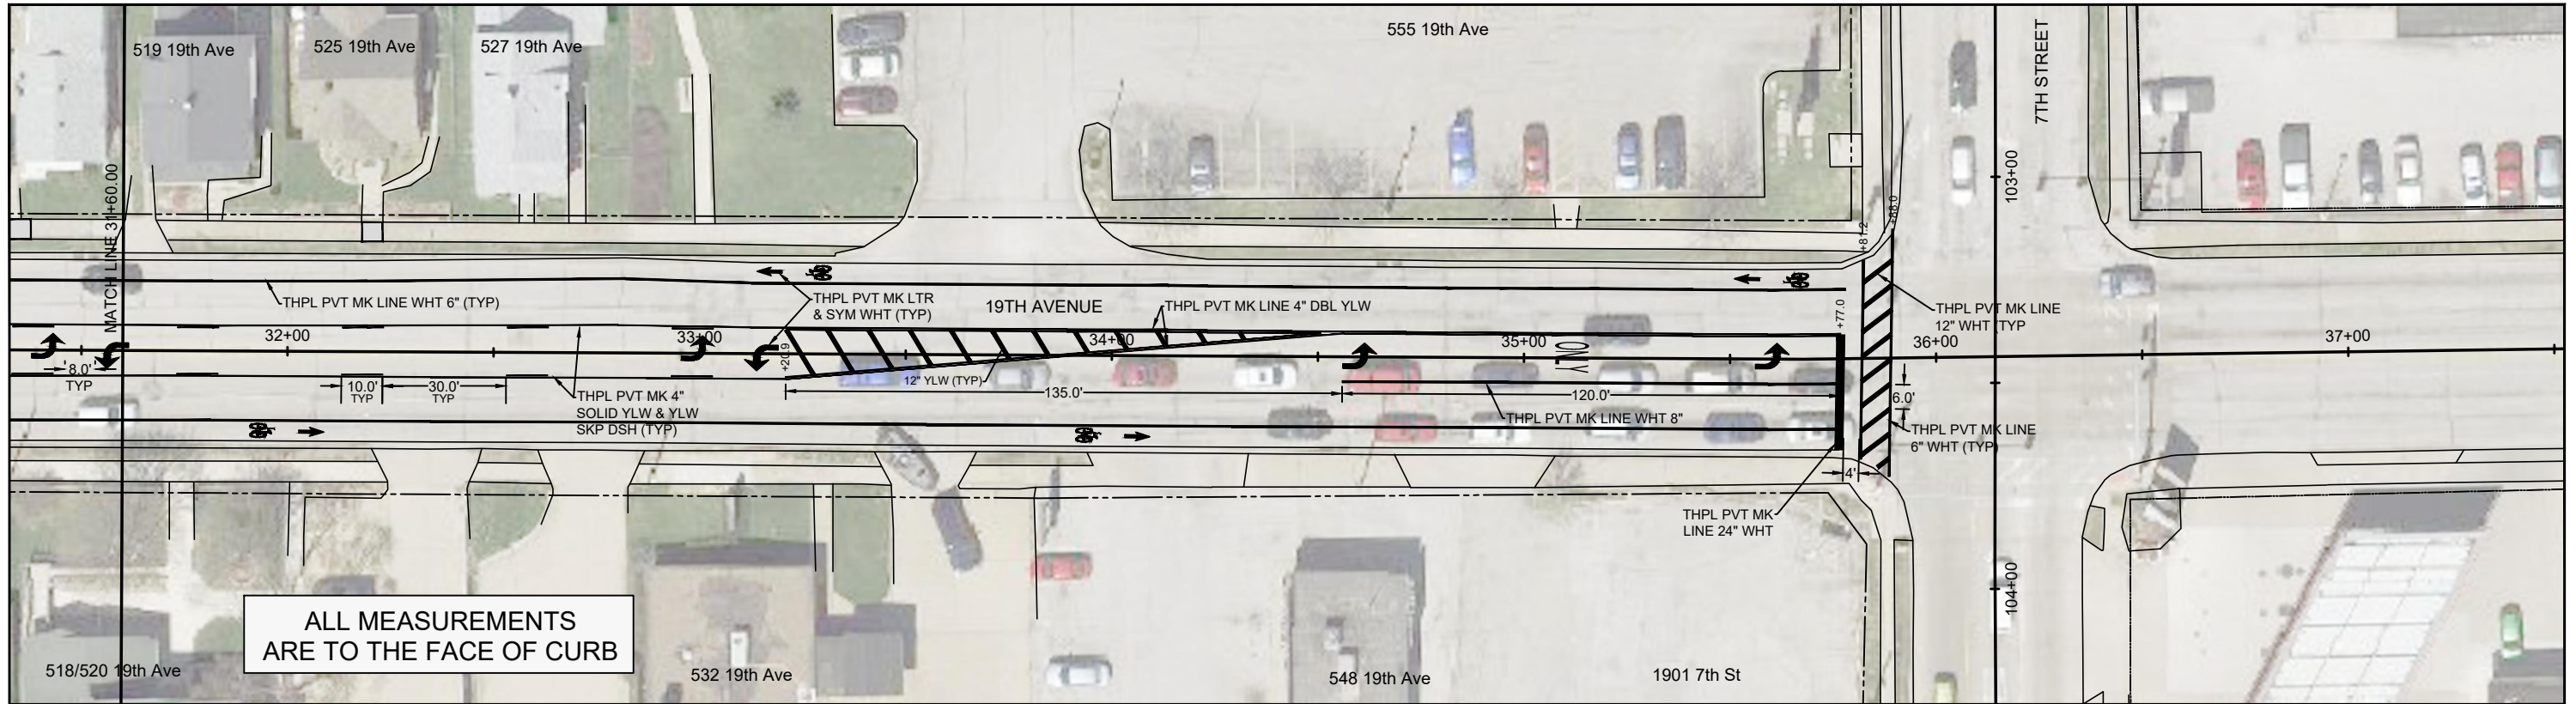 519 19th Ave
525 19th Ave
527 19th Ave
555 19th Ave
7TH STREET
103+00
MATCH LINE 31+60.00
+81.2
+88.0
THPL PVT MK LINE WHT 6" (TYP)
THPL PVT MK LTR
& SYM WHT (TYP)
19TH AVENUE
THPL PVT MK LINE 4" DBL YLW
+77.0
THPL PVT MK LINE
12" WHT (TYP
32+00
33+00
34+00
35+00
36+00
37+00
+20.9
ONLY
8.0'
TYP
10.0'
TYP
30.0'
TYP
12" YLW (TYP)
135.0'
120.0'
6.0'
THPL PVT MK 4"
SOLID YLW & YLW
SKP DSH (TYP)
THPL PVT MK LINE WHT 8"
THPL PVT MK LINE
6" WHT (TYP)
4'
THPL PVT MK
LINE 24" WHT
104+00
ALL MEASUREMENTS
ARE TO THE FACE OF CURB
518/520 19th Ave
532 19th Ave
548 19th Ave
1901 7th St